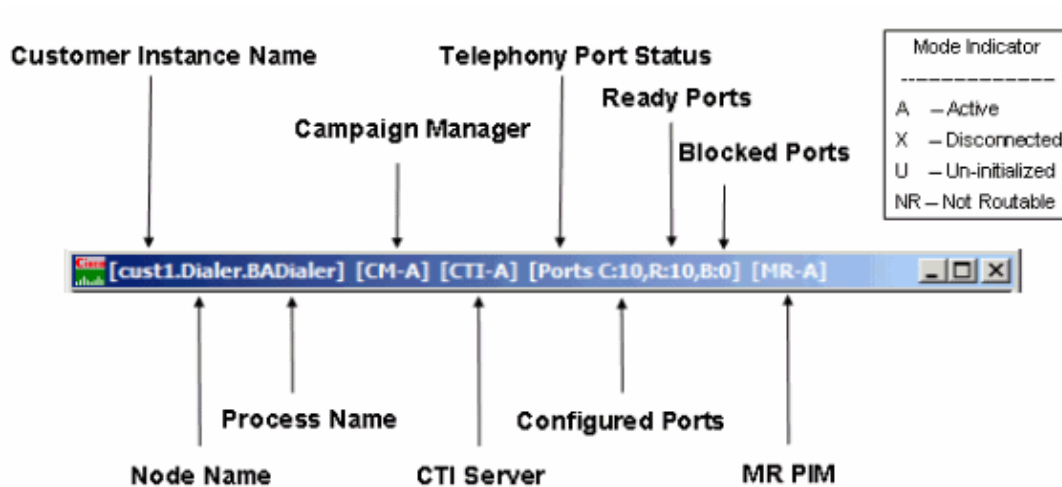 Customer Instance Name
Telephony Port Status
Mode Indicator
-------------
A – Active
X – Disconnected
U – Un-initialized
NR – Not Routable
Ready Ports
Campaign Manager
Blocked Ports
Cisco [cust1.Dialer.BADialer] [CM-A] [CTI-A] [Ports C:10,R:10,B:0] [MR-A]
Process Name
Configured Ports
Node Name
CTI Server
MR PIM